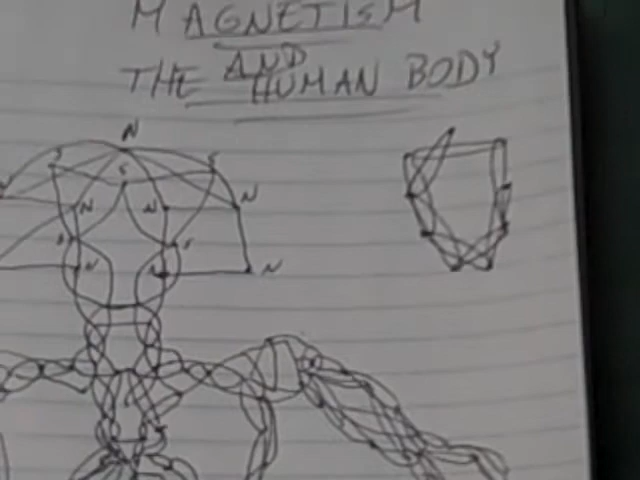 MAGNETISM
AND
THE HUMAN BODY
N
S S S
N N N
S S
N N N